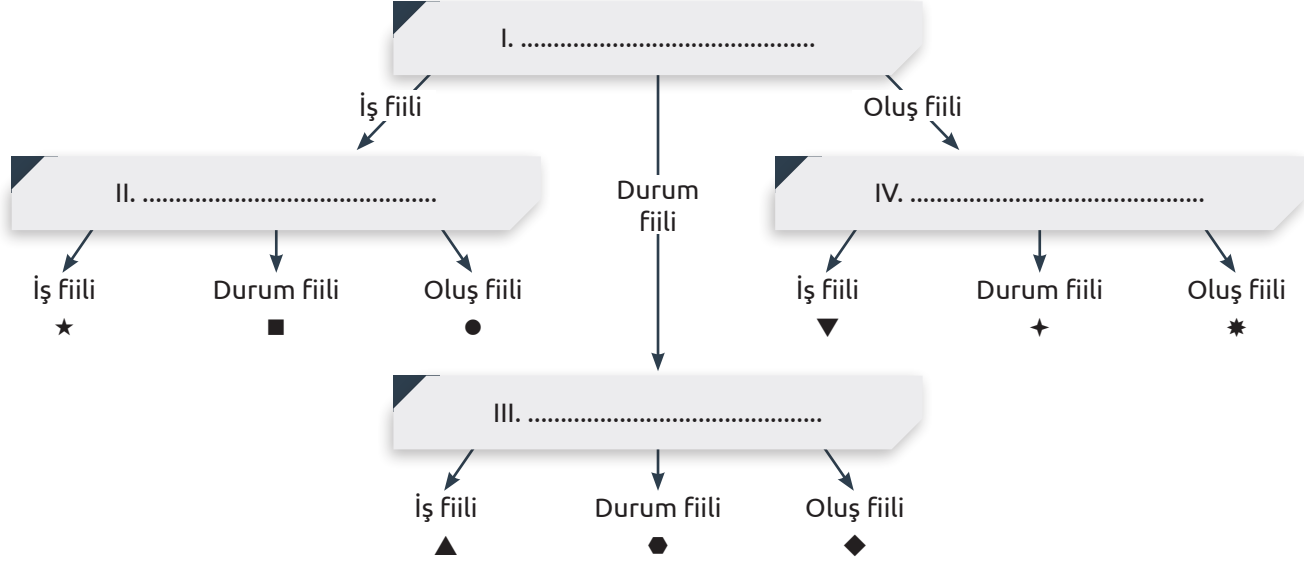 I. .............................................
İş fiili
Oluş fiili
II. .............................................
Durum
fiili
IV. .............................................
İş fiili
Durum fiili
Oluş fiili
İş fiili
Durum fiili
Oluş fiili
III. .............................................
İş fiili
Durum fiili
Oluş fiili